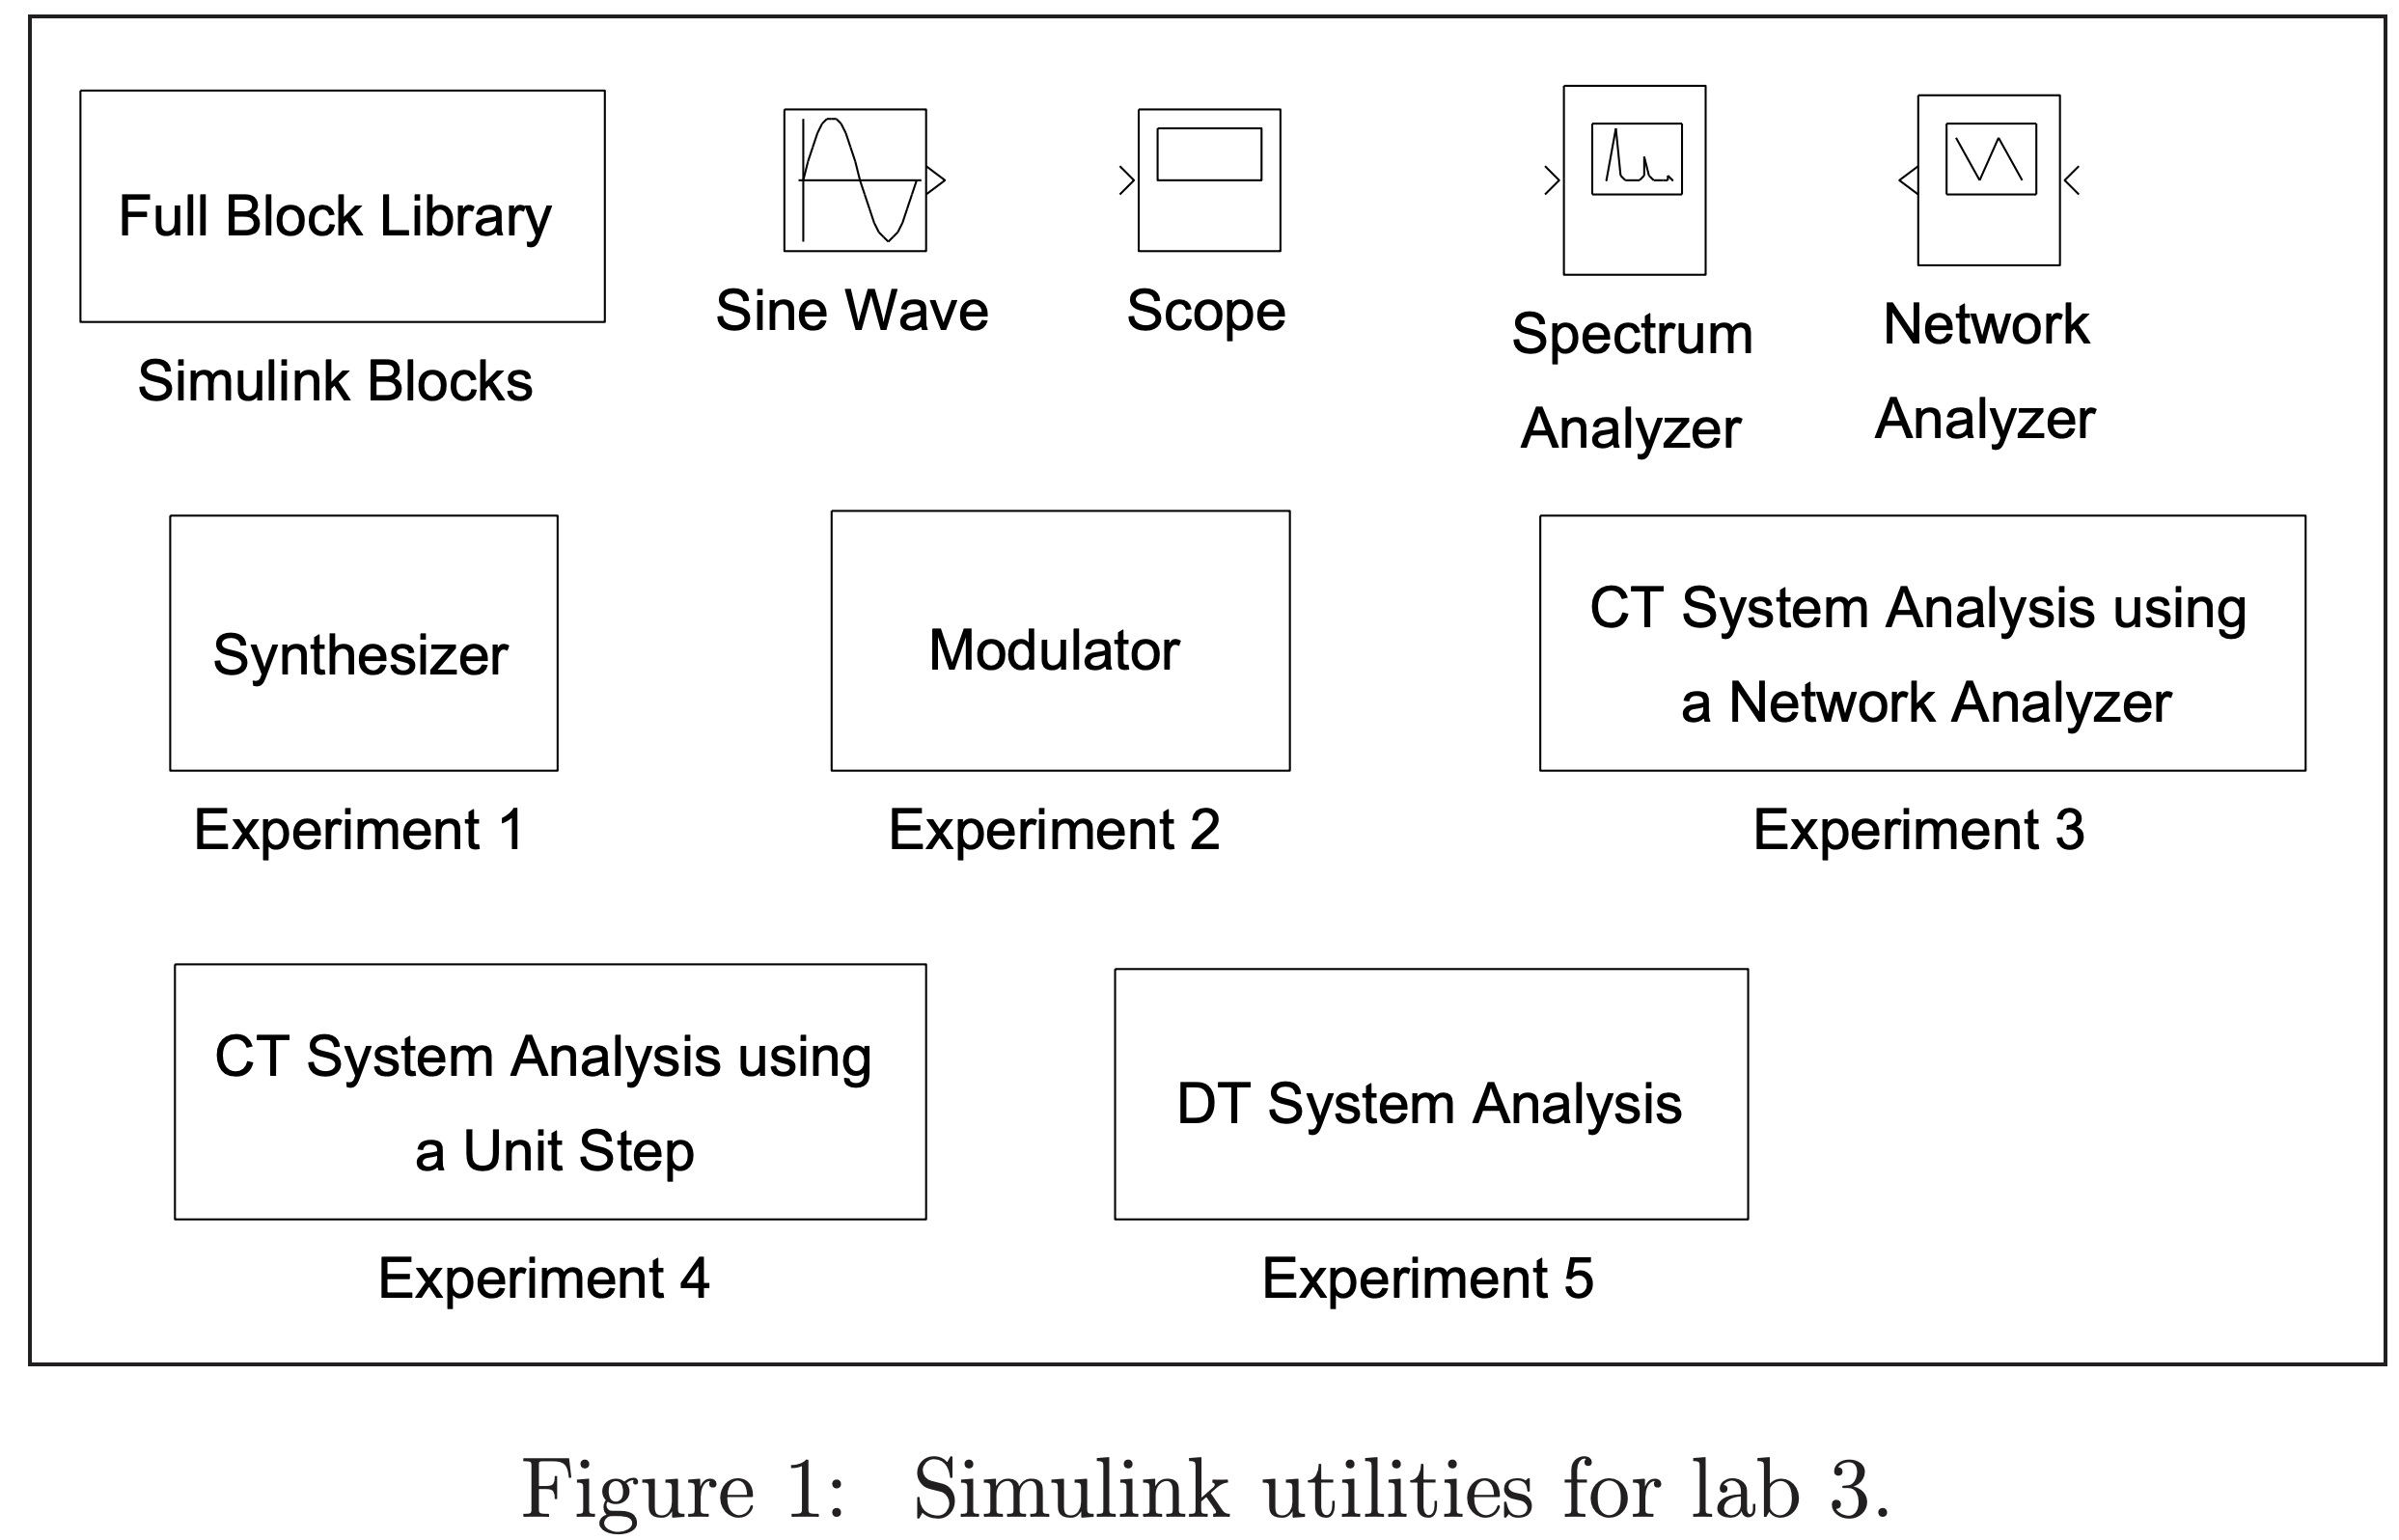 Full Block Library
Simulink Blocks
Sine Wave
Scope
Spectrum
Analyzer
Network
Analyzer
Synthesizer
Experiment 1
Modulator
Experiment 2
CT System Analysis using
a Network Analyzer
Experiment 3
CT System Analysis using
a Unit Step
Experiment 4
DT System Analysis
Experiment 5
Figure 1: Simulink utilities for lab 3.